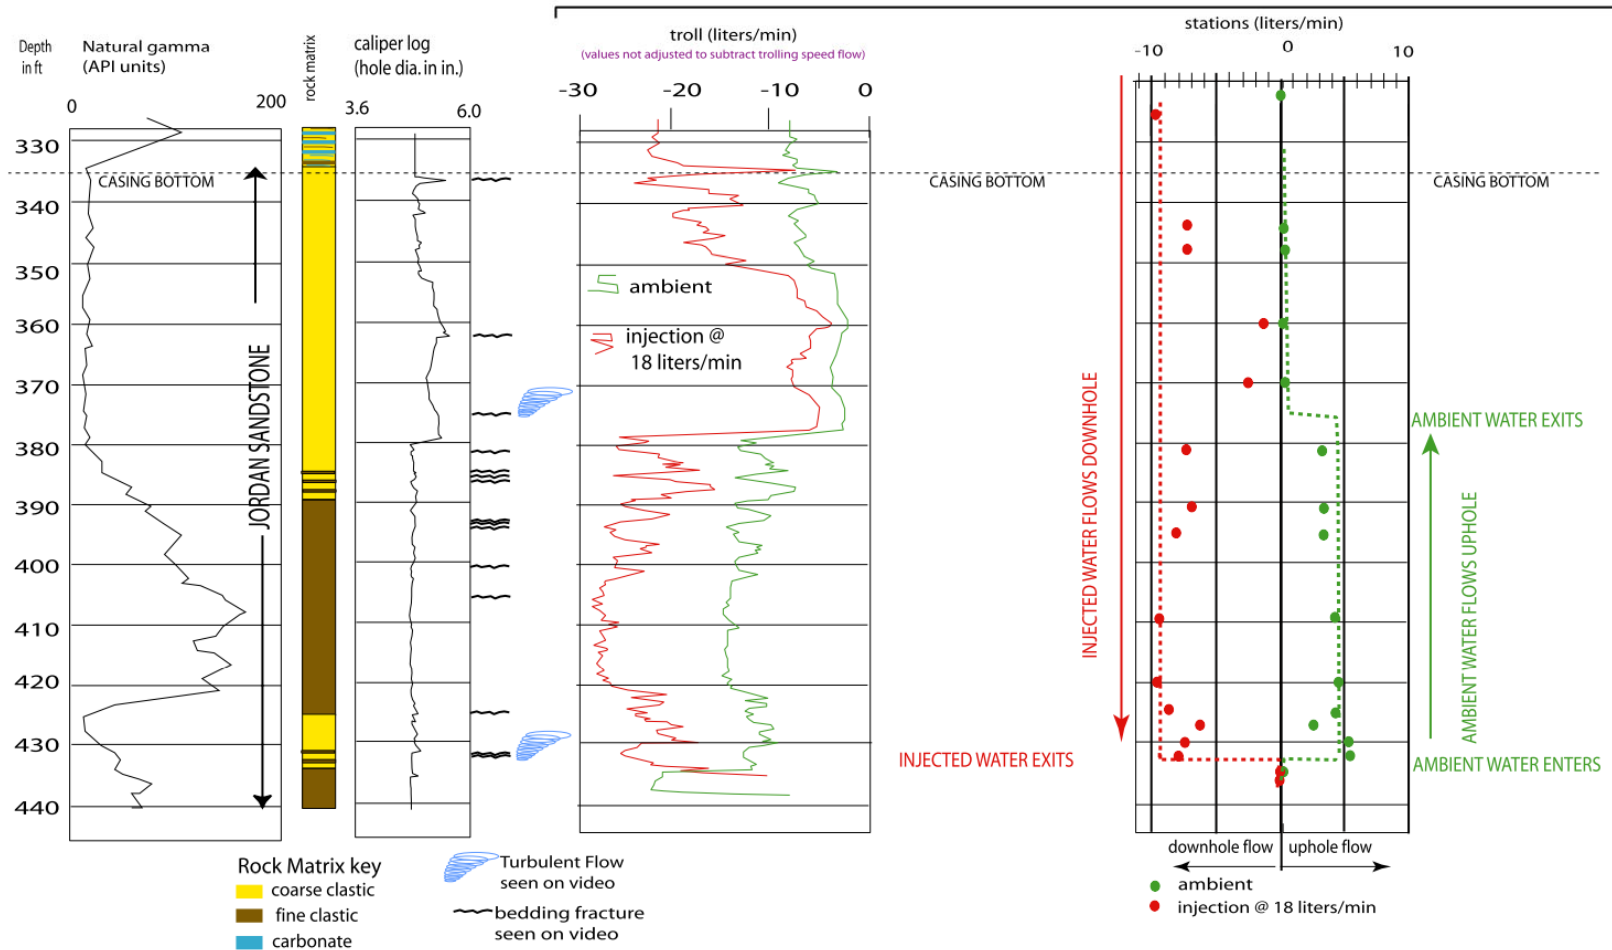 stations (liters/min)
troll (liters/min)
(values not adjusted to subtract trolling speed flow)
Depth
in ft
Natural gamma
(API units)
rock matrix
caliper log
(hole dia. in in.)
-10 0 10
0 200
3.6 6.0
-30 -20 -10 0
330
340
350
360
370
380
390
400
410
420
430
440
CASING BOTTOM
CASING BOTTOM
CASING BOTTOM
JORDAN SANDSTONE
ambient
injection @
18 liters/min
INJECTED WATER FLOWS DOWNHOLE
AMBIENT WATER EXITS
AMBIENT WATER FLOWS UPHOLE
INJECTED WATER EXITS
AMBIENT WATER ENTERS
downhole flow
uphole flow
ambient
injection @ 18 liters/min
Rock Matrix key
coarse clastic
fine clastic
carbonate
Turbulent Flow
seen on video
bedding fracture
seen on video